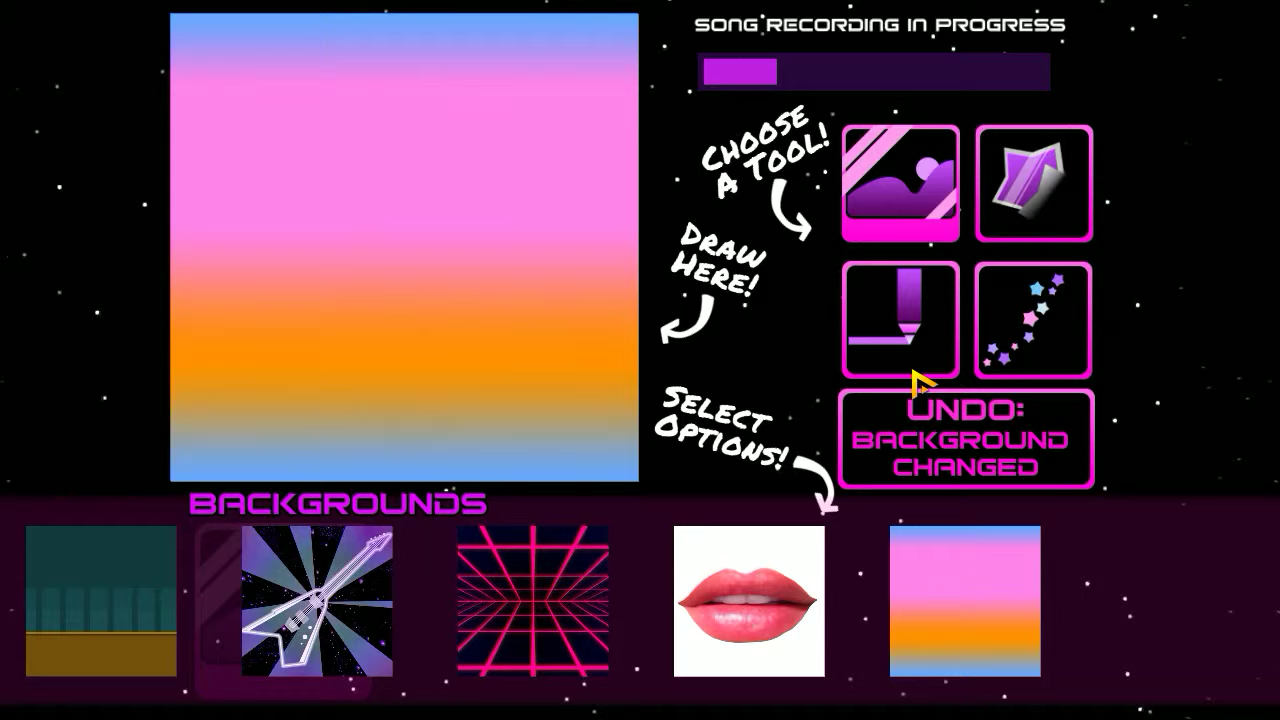 SONG RECORDING IN PROGRESS
CHOOSE
A TOOL!
DRAW
HERE!
SELECT
OPTIONS!
UNDO:
BACKGROUND
CHANGED
BACKGROUNDS